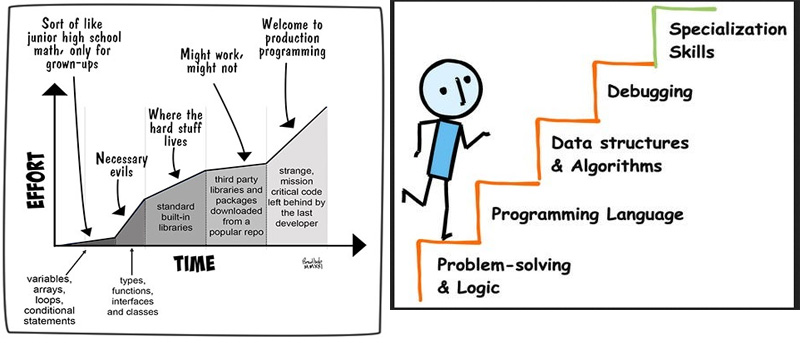 Sort of like
junior high school
math, only for
grown-ups
Necessary
evils
Where the
hard stuff
lives
Might work,
might not
Welcome to
production
programming
EFFORT
standard
built-in
libraries
third party
libraries and
packages
downloaded
from a
popular repo
strange,
mission
critical code
left behind by
the last
developer
TIME
variables,
arrays,
loops,
conditional
statements
types,
functions,
interfaces
and classes
MMXXI
Specialization
Skills
Debugging
Data structures
& Algorithms
Programming Language
Problem-solving
& Logic